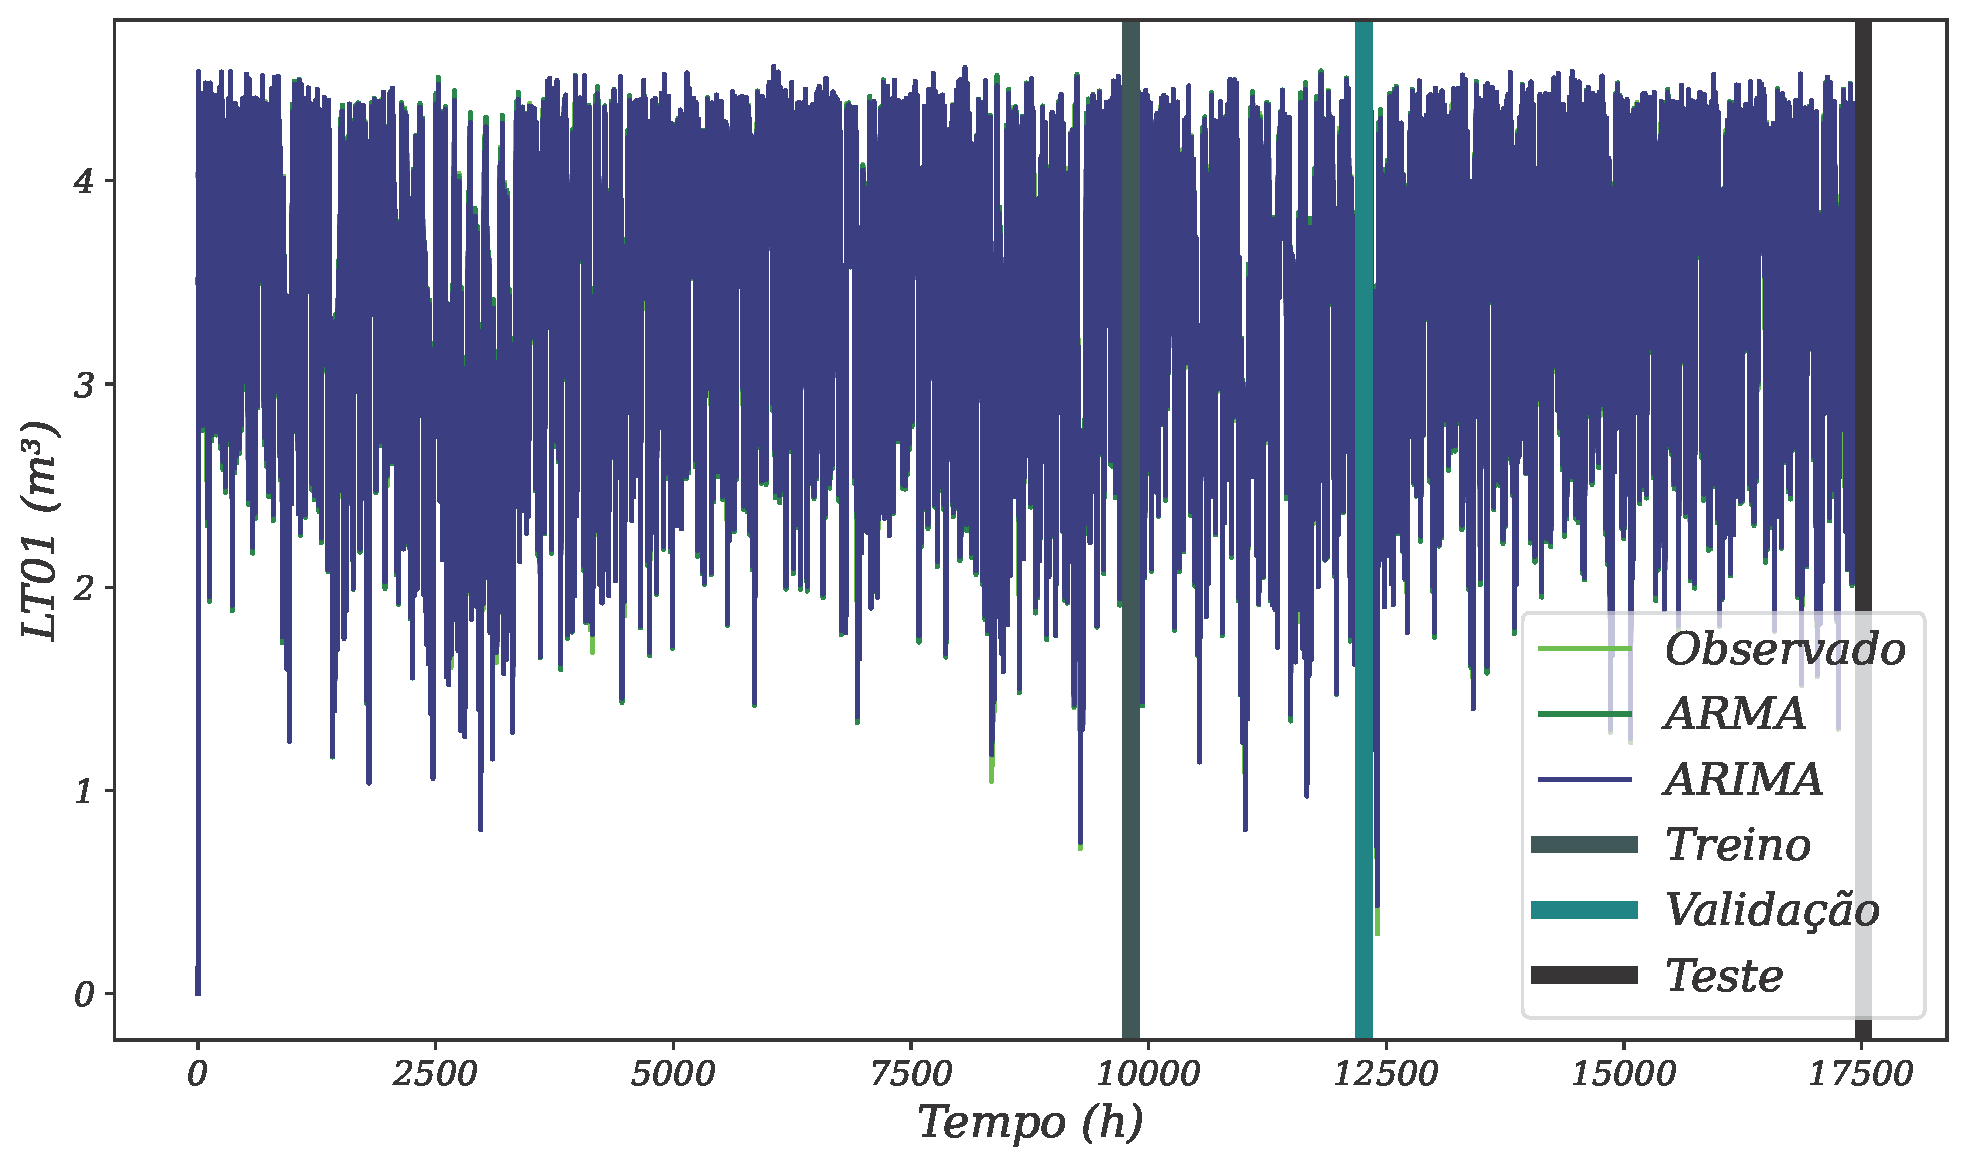 LT01 (m³)
4
3
2
1
0
0 2500 5000 7500 10000 12500 15000 17500
Tempo (h)
Observado
ARMA
ARIMA
Treino
Validação
Teste